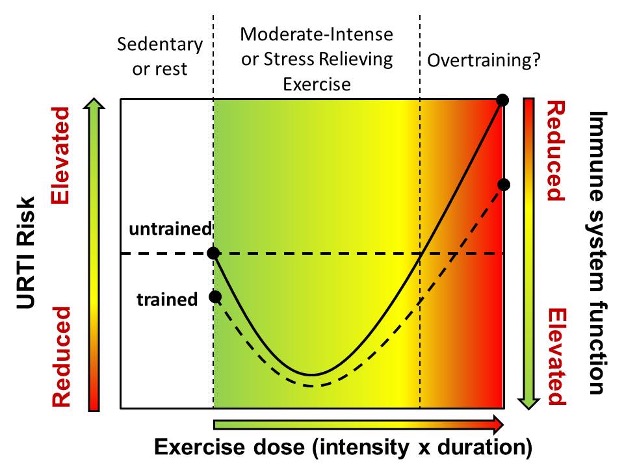 Sedentary
or rest
Moderate-Intense
or Stress Relieving
Exercise
Overtraining?
URTI Risk
Elevated
Reduced
untrained
trained
Reduced
Elevated
Immune system function
Exercise dose (intensity x duration)